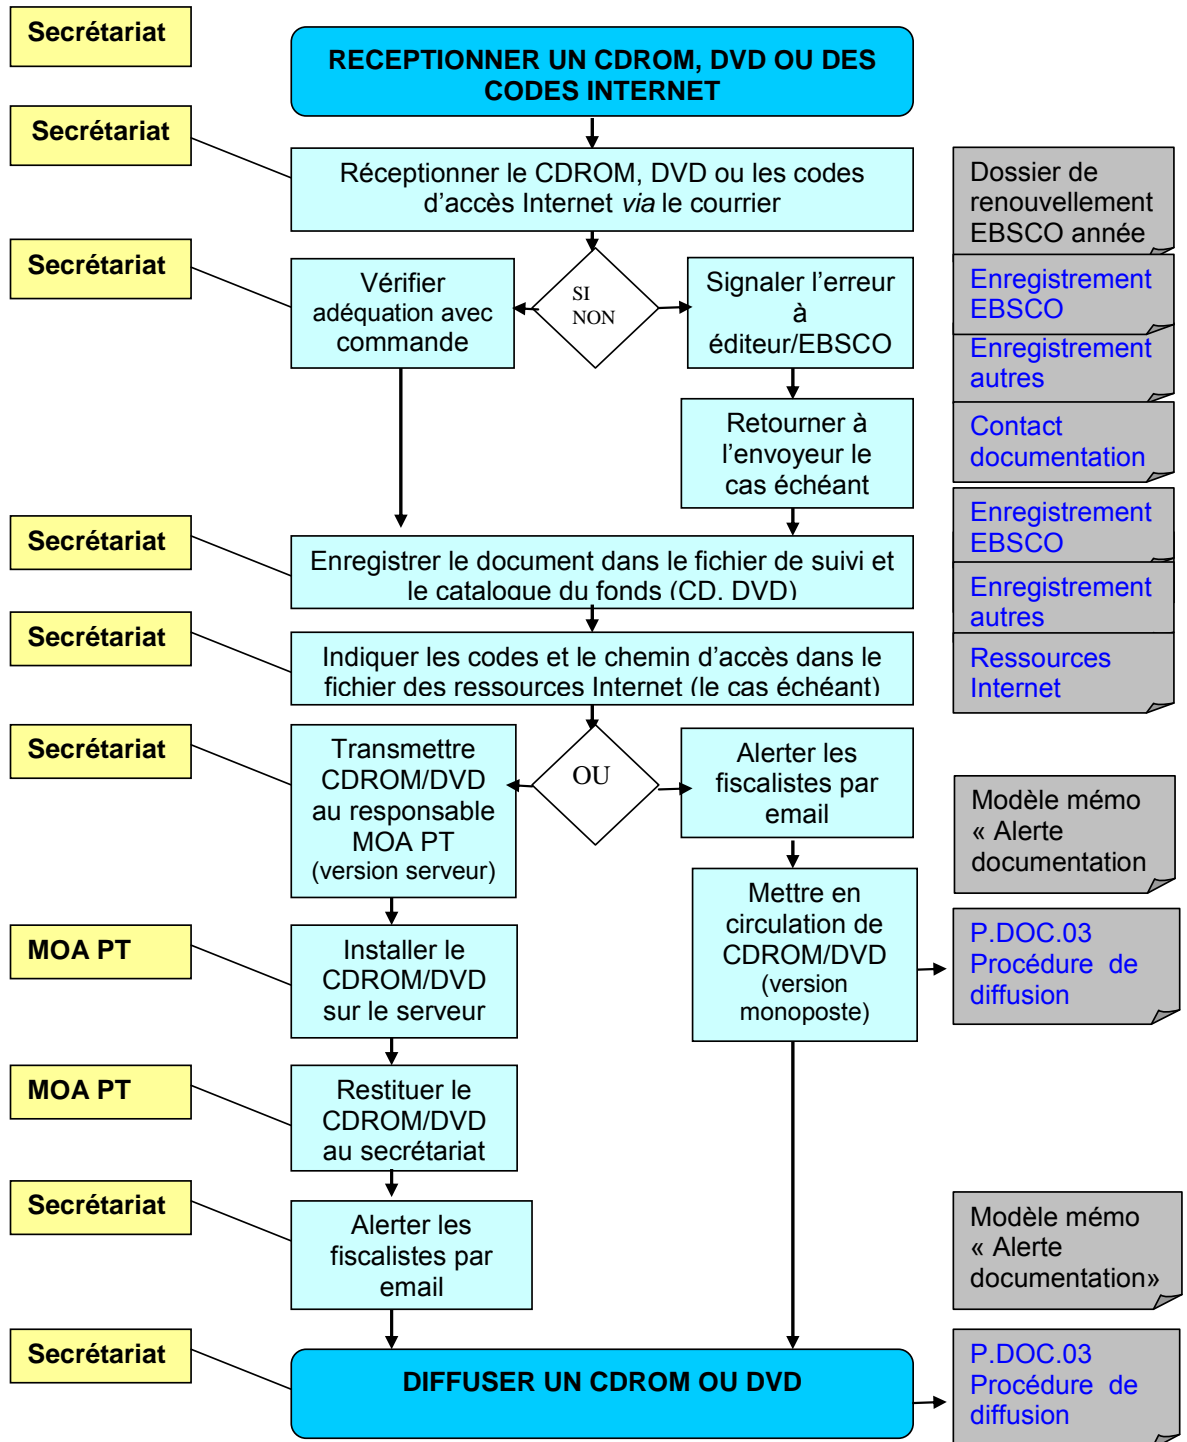 Secrétariat
RECEPTIONNER UN CDROM, DVD OU DES
CODES INTERNET
Secrétariat
Réceptionner le CDROM, DVD ou les codes
d’accès Internet via le courrier
Dossier de
renouvellement
EBSCO année
Secrétariat
Vérifier
adéquation avec
commande
SI
NON
Signaler l’erreur
à
éditeur/EBSCO
Enregistrement
EBSCO
Enregistrement
autres
Retourner à
l’envoyeur le
cas échéant
Contact
documentation
Secrétariat
Enregistrer le document dans le fichier de suivi et
le catalogue du fonds (CD, DVD)
Enregistrement
EBSCO
Enregistrement
autres
Secrétariat
Indiquer les codes et le chemin d’accès dans le
fichier des ressources Internet (le cas échéant)
Ressources
Internet
Secrétariat
Transmettre
CDROM/DVD
au responsable
MOA PT
(version serveur)
OU
Alerter les
fiscalistes par
email
Modèle mémo
« Alerte
documentation
Mettre en
circulation de
CDROM/DVD
(version
monoposte)
P.DOC.03
Procédure de
diffusion
MOA PT
Installer le
CDROM/DVD
sur le serveur
MOA PT
Restituer le
CDROM/DVD
au secrétariat
Secrétariat
Alerter les
fiscalistes par
email
Modèle mémo
« Alerte
documentation»
Secrétariat
DIFFUSER UN CDROM OU DVD
P.DOC.03
Procédure de
diffusion